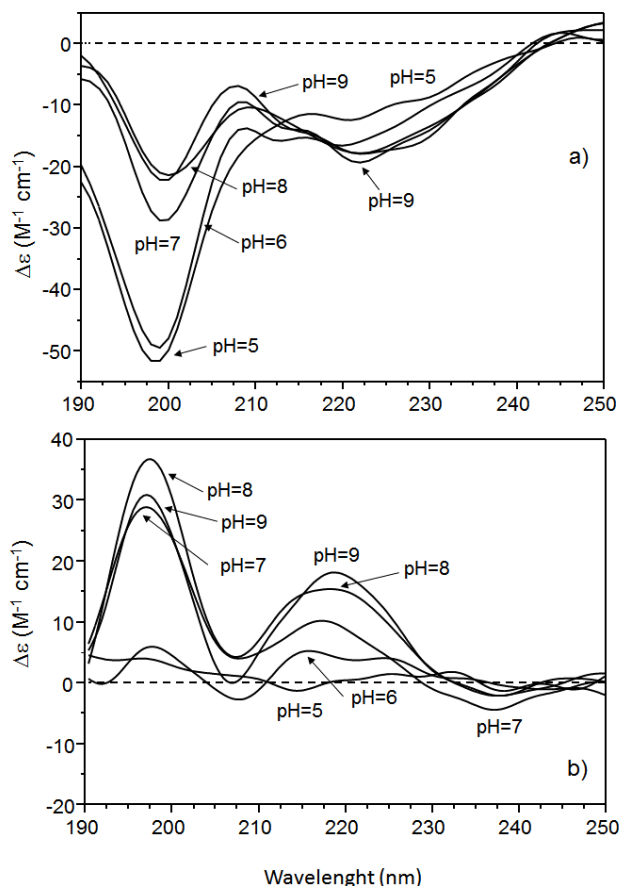 0
-10
-20
-30
-40
-50
Δε (M-1 cm-1)
pH=9
pH=5
a)
pH=8
pH=9
pH=7
pH=6
pH=5
190 200 210 220 230 240 250
40
30
20
10
0
-10
-20
Δε (M-1 cm-1)
pH=8
pH=9
pH=9
pH=8
pH=7
pH=5
pH=6
pH=7
b)
190 200 210 220 230 240 250
Wavelenght (nm)